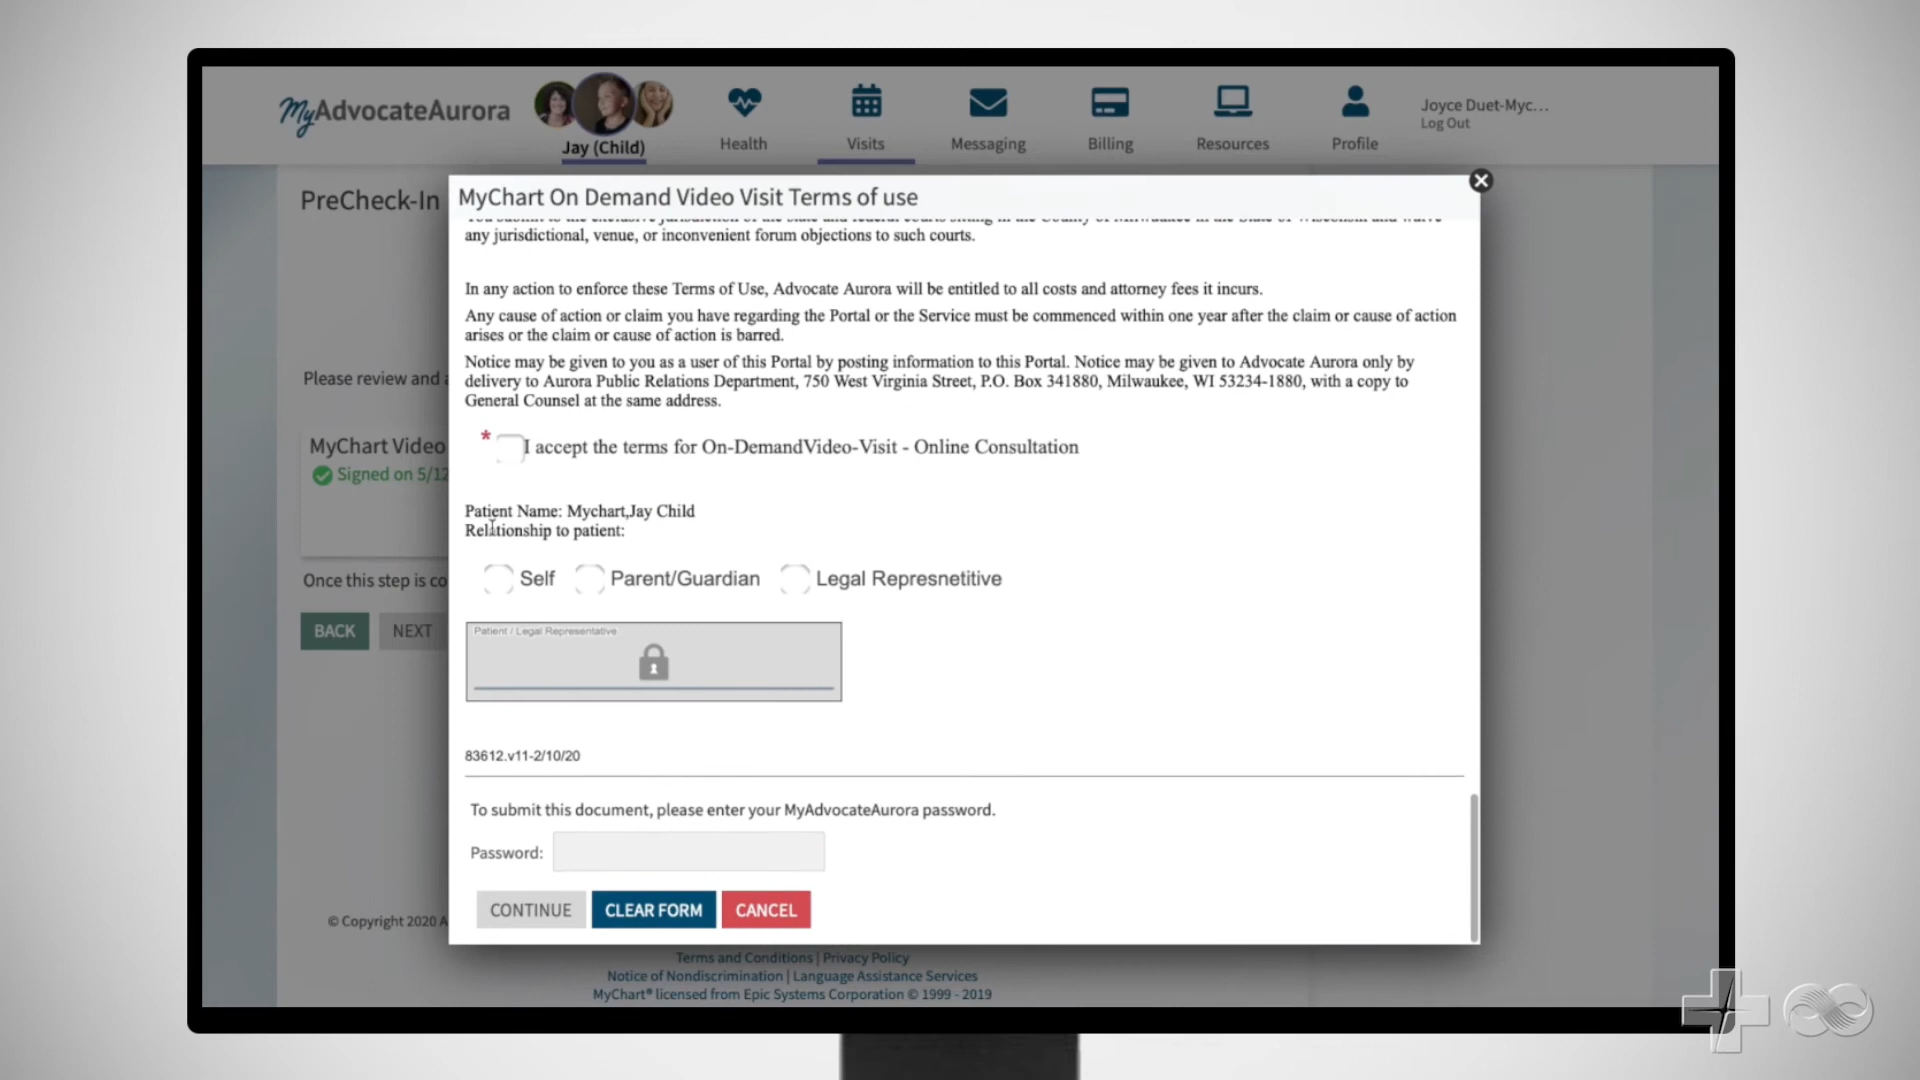 MyAdvocateAurora
Jay (Child)
Health
Visits
Messaging
Billing
Resources
Profile
Joyce Duet-Myc...
Log Out
PreCheck-In
MyChart On Demand Video Visit Terms of use
any jurisdictional, venue, or inconvenient forum objections to such courts.
In any action to enforce these Terms of Use, Advocate Aurora will be entitled to all costs and attorney fees it incurs.
Any cause of action or claim you have regarding the Portal or the Service must be commenced within one year after the claim or cause of action
arises or the claim or cause of action is barred.
Notice may be given to you as a user of this Portal by posting information to this Portal. Notice may be given to Advocate Aurora only by
delivery to Aurora Public Relations Department, 750 West Virginia Street, P.O. Box 341880, Milwaukee, WI 53234-1880, with a copy to
General Counsel at the same address.
Please review and
MyChart Video
Signed on 5/12
Once this step is co
BACK
NEXT
* I accept the terms for On-DemandVideo-Visit - Online Consultation
Patient Name: Mychart,Jay Child
Relationship to patient:
Self
Parent/Guardian
Legal Represnetitive
Patient / Legal Representative
83612.v11-2/10/20
To submit this document, please enter your MyAdvocateAurora password.
Password:
CONTINUE
CLEAR FORM
CANCEL
© Copyright 2020 A
Terms and Conditions | Privacy Policy
Notice of Nondiscrimination | Language Assistance Services
MyChart® licensed from Epic Systems Corporation © 1999 - 2019